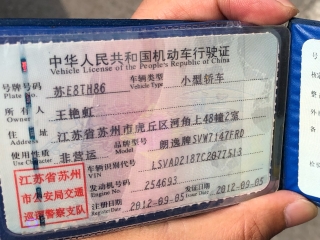 中华人民共和国机动车行驶证
Vehicle License of the People's Republic of China
号牌号码 苏E8TH86 车辆类型 小型轿车
Plate No. Vehicle Type
所有人 王艳虹
Owner
住址 江苏省苏州市虎丘区河角上48幢2室
Address
使用性质 非营运 品牌型号 朗逸牌SVW7147FRD
Use Character Model
江苏省苏州
市公安局交通
巡逻警察支队
车辆识别代号 LSVAD2187C2077513
VIN
发动机号码 254693
Engine No.
注册日期 2012-09-05 发证日期 2012-09-05
Register Date Issue Date